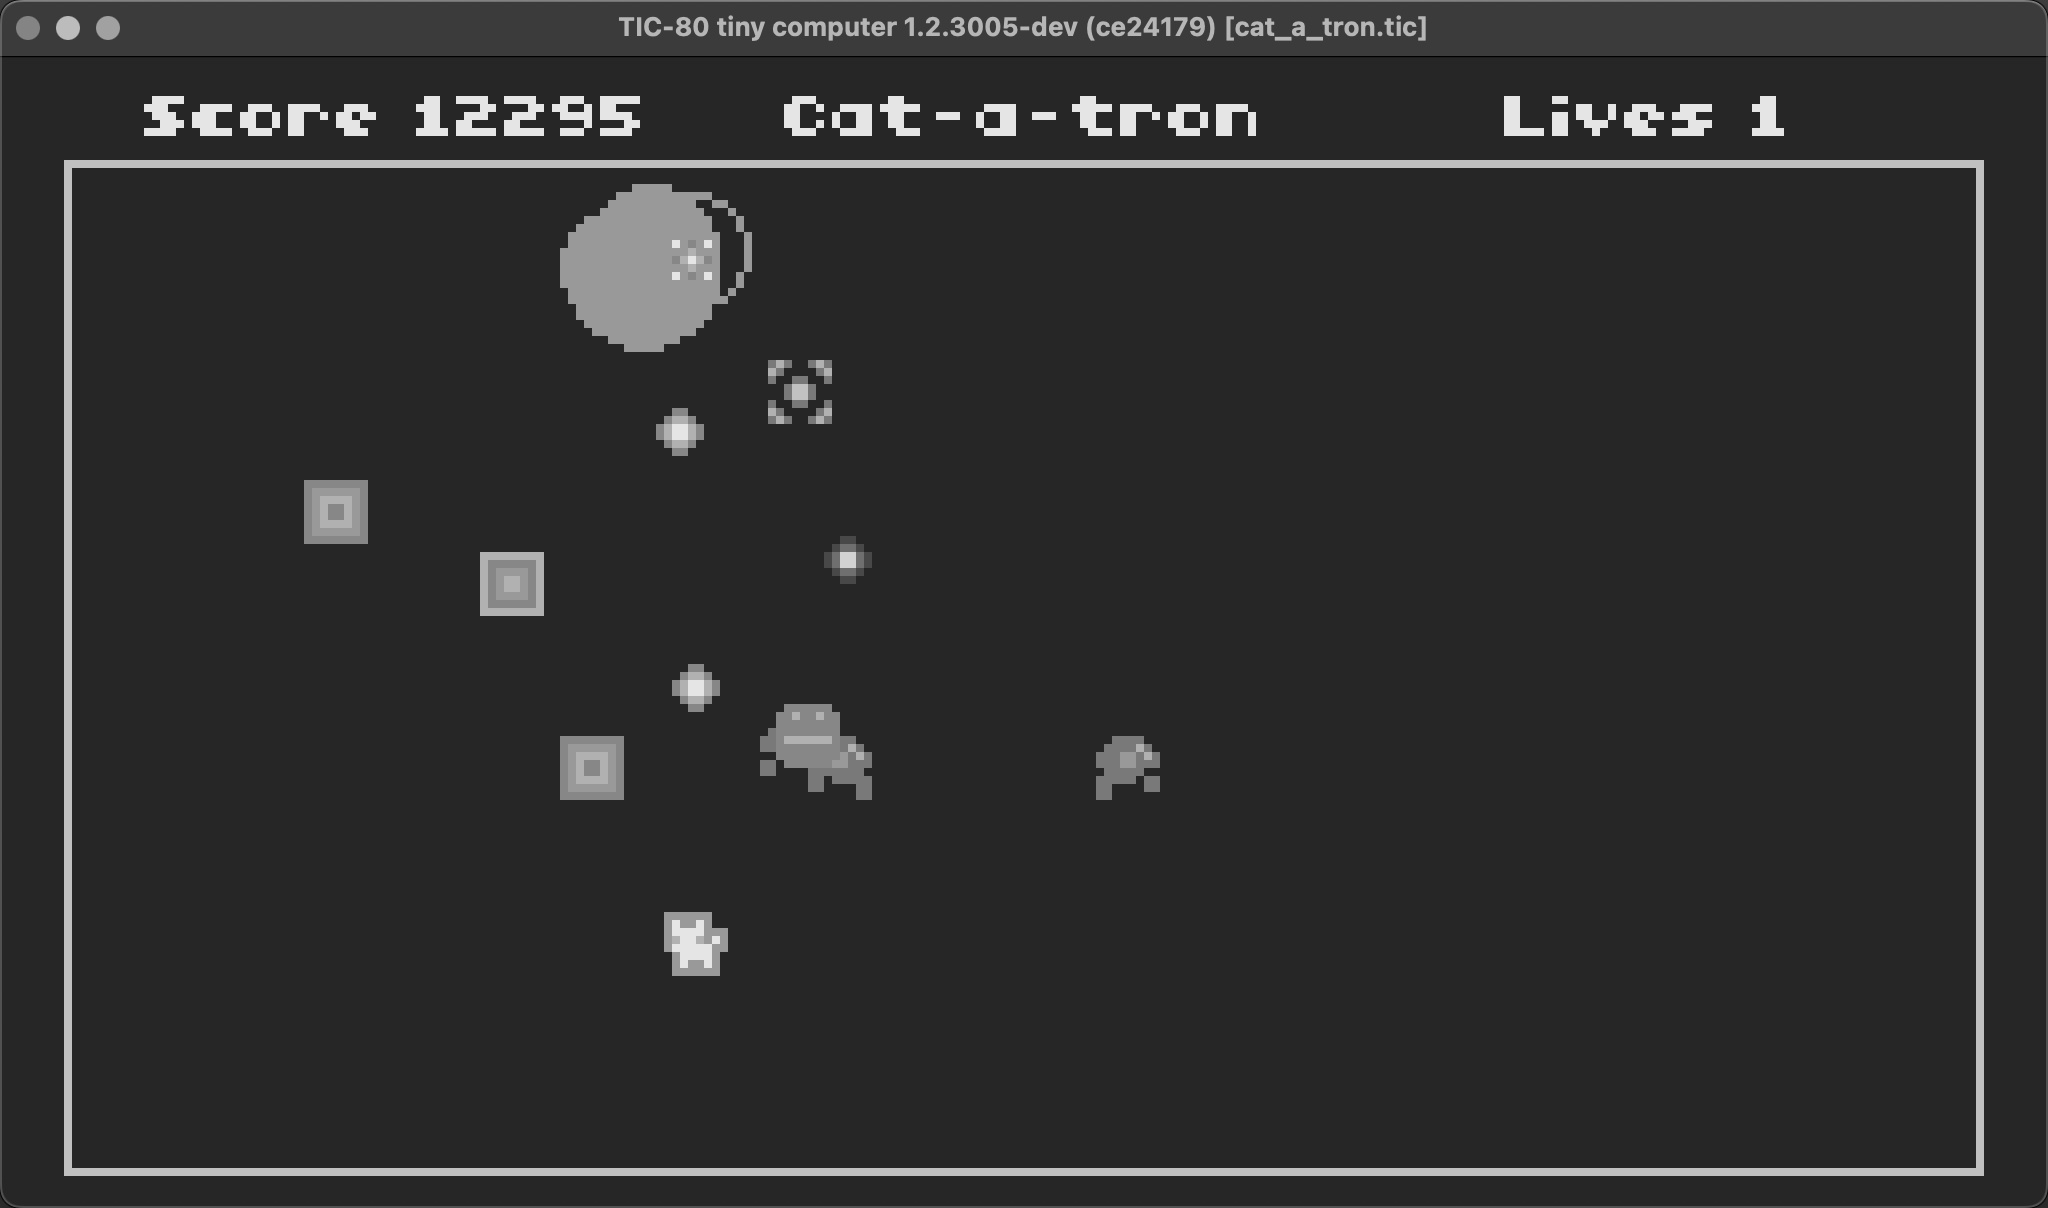 TIC-80 tiny computer 1.2.3005-dev (ce24179) [cat_a_tron.tic]
Score 12295 Cat-a-tron Lives 1